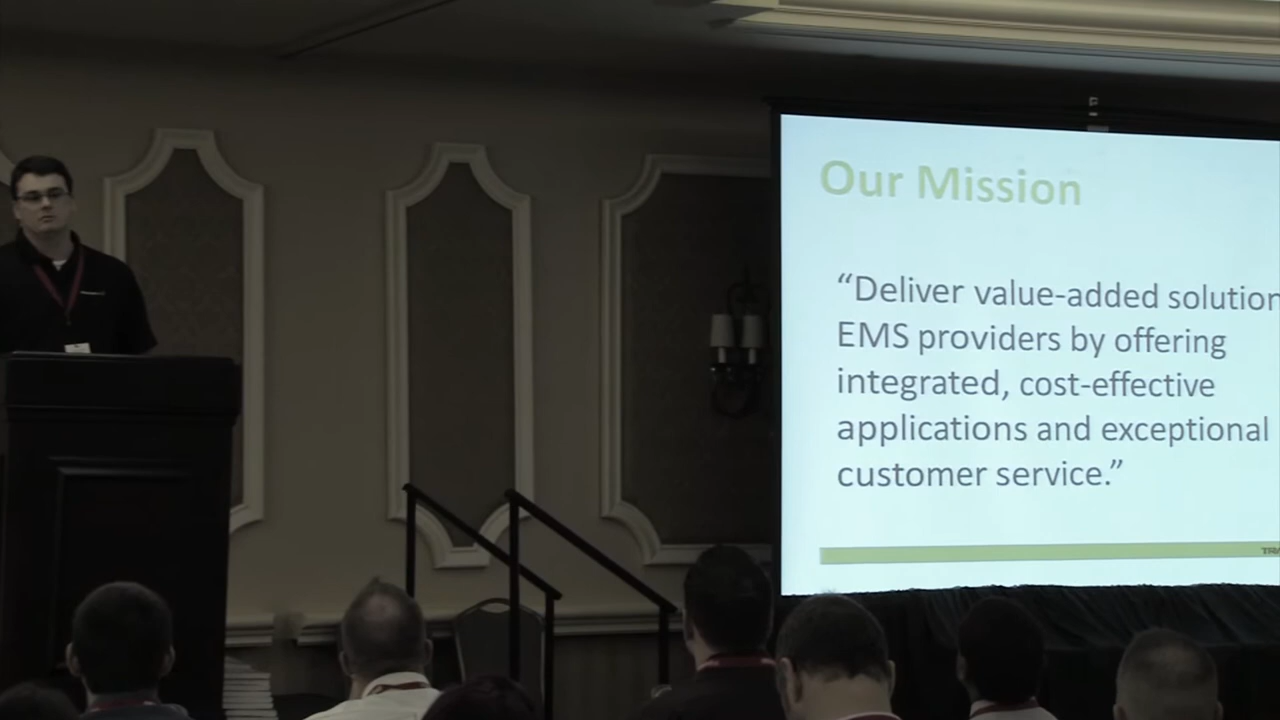 Our Mission
“Deliver value-added solution
EMS providers by offering
integrated, cost-effective
applications and exceptional
customer service.”